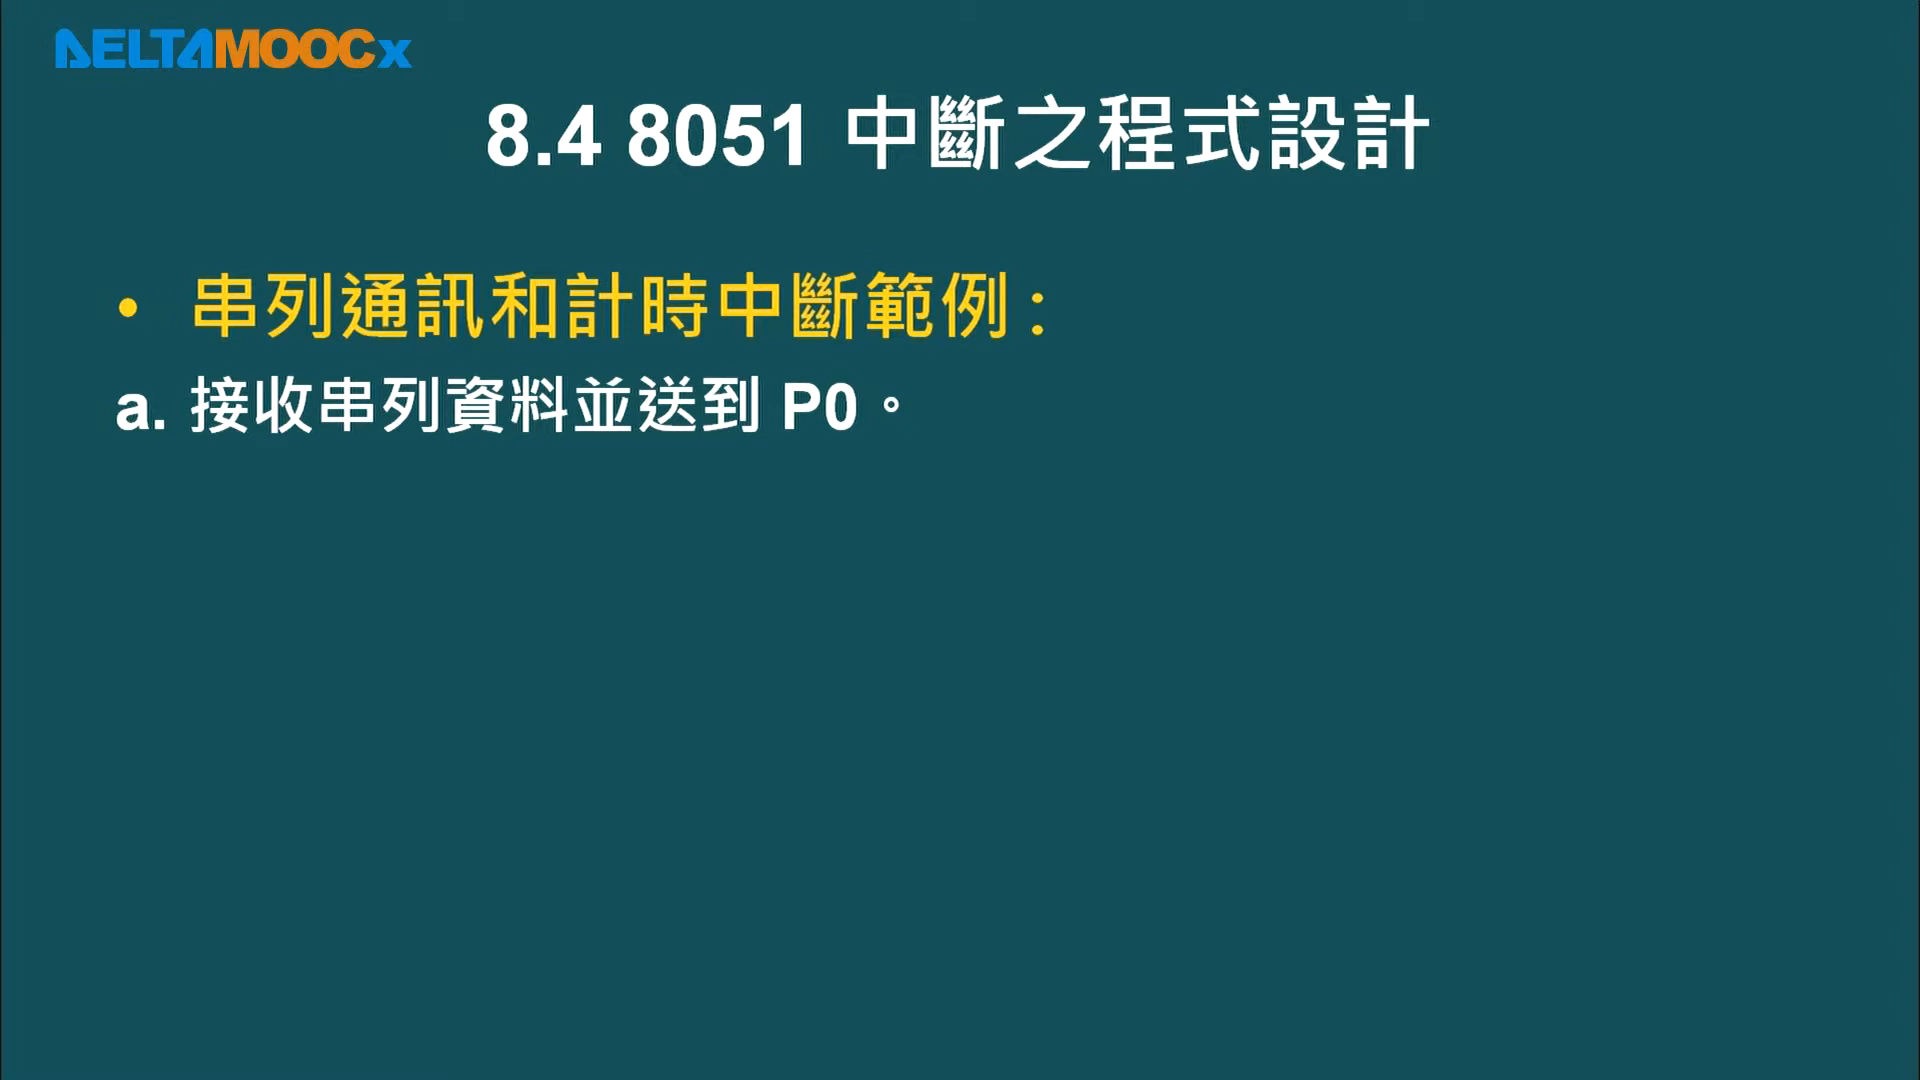 DELTAMOOCx
8.4 8051 中斷之程式設計
• 串列通訊和計時中斷範例：
a. 接收串列資料並送到 P0。